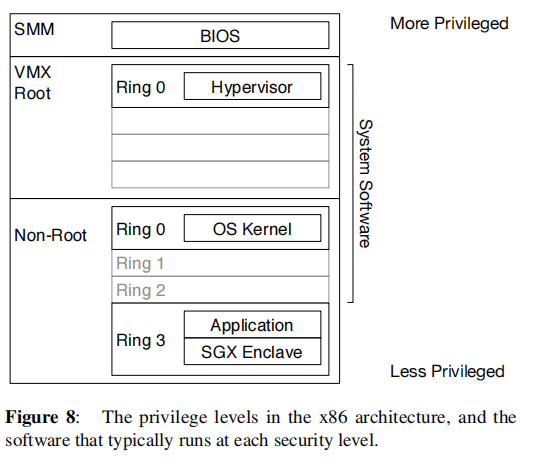 SMM
BIOS
More Privileged
VMX
Root
Ring 0
Hypervisor
System Software
Non-Root
Ring 0
OS Kernel
Ring 1
Ring 2
Ring 3
Application
SGX Enclave
Less Privileged
Figure 8: The privilege levels in the x86 architecture, and the
software that typically runs at each security level.